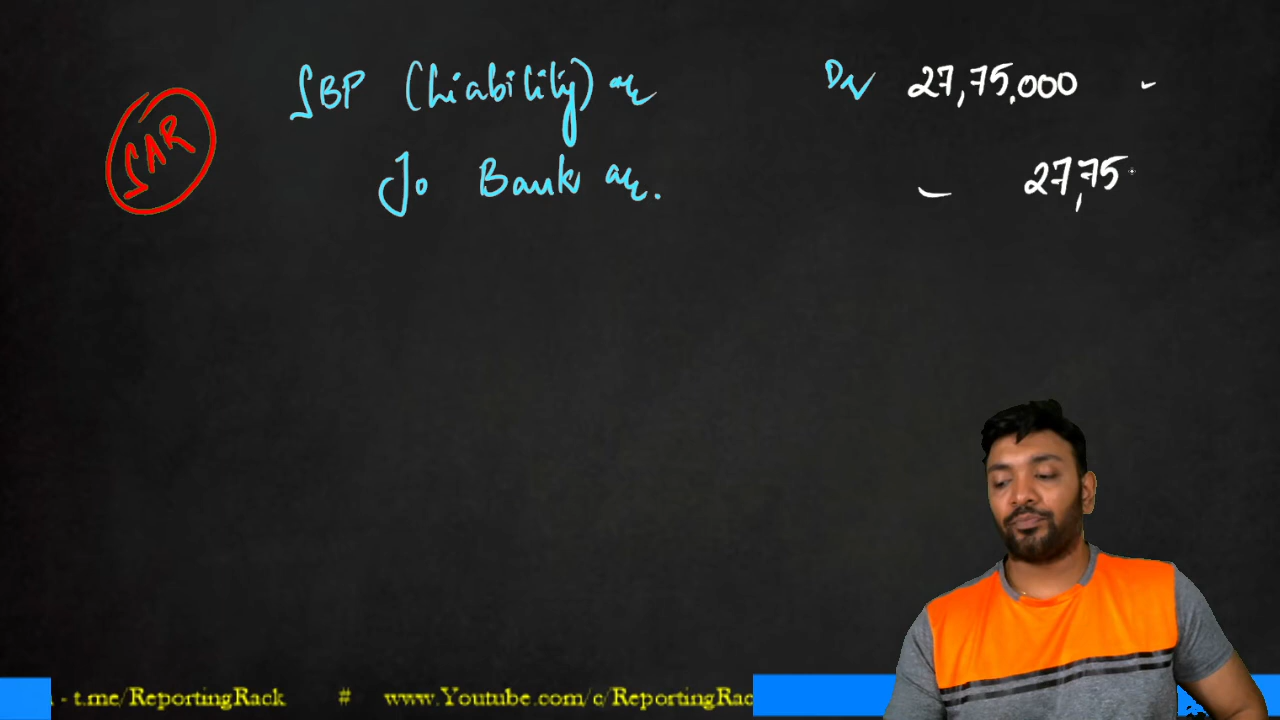 SAR
SBP (Liability) a/c Dr 27,75,000 -
To Bank a/c. - 27,75
- t.me/ReportingRack # www.Youtube.com/c/ReportingRac